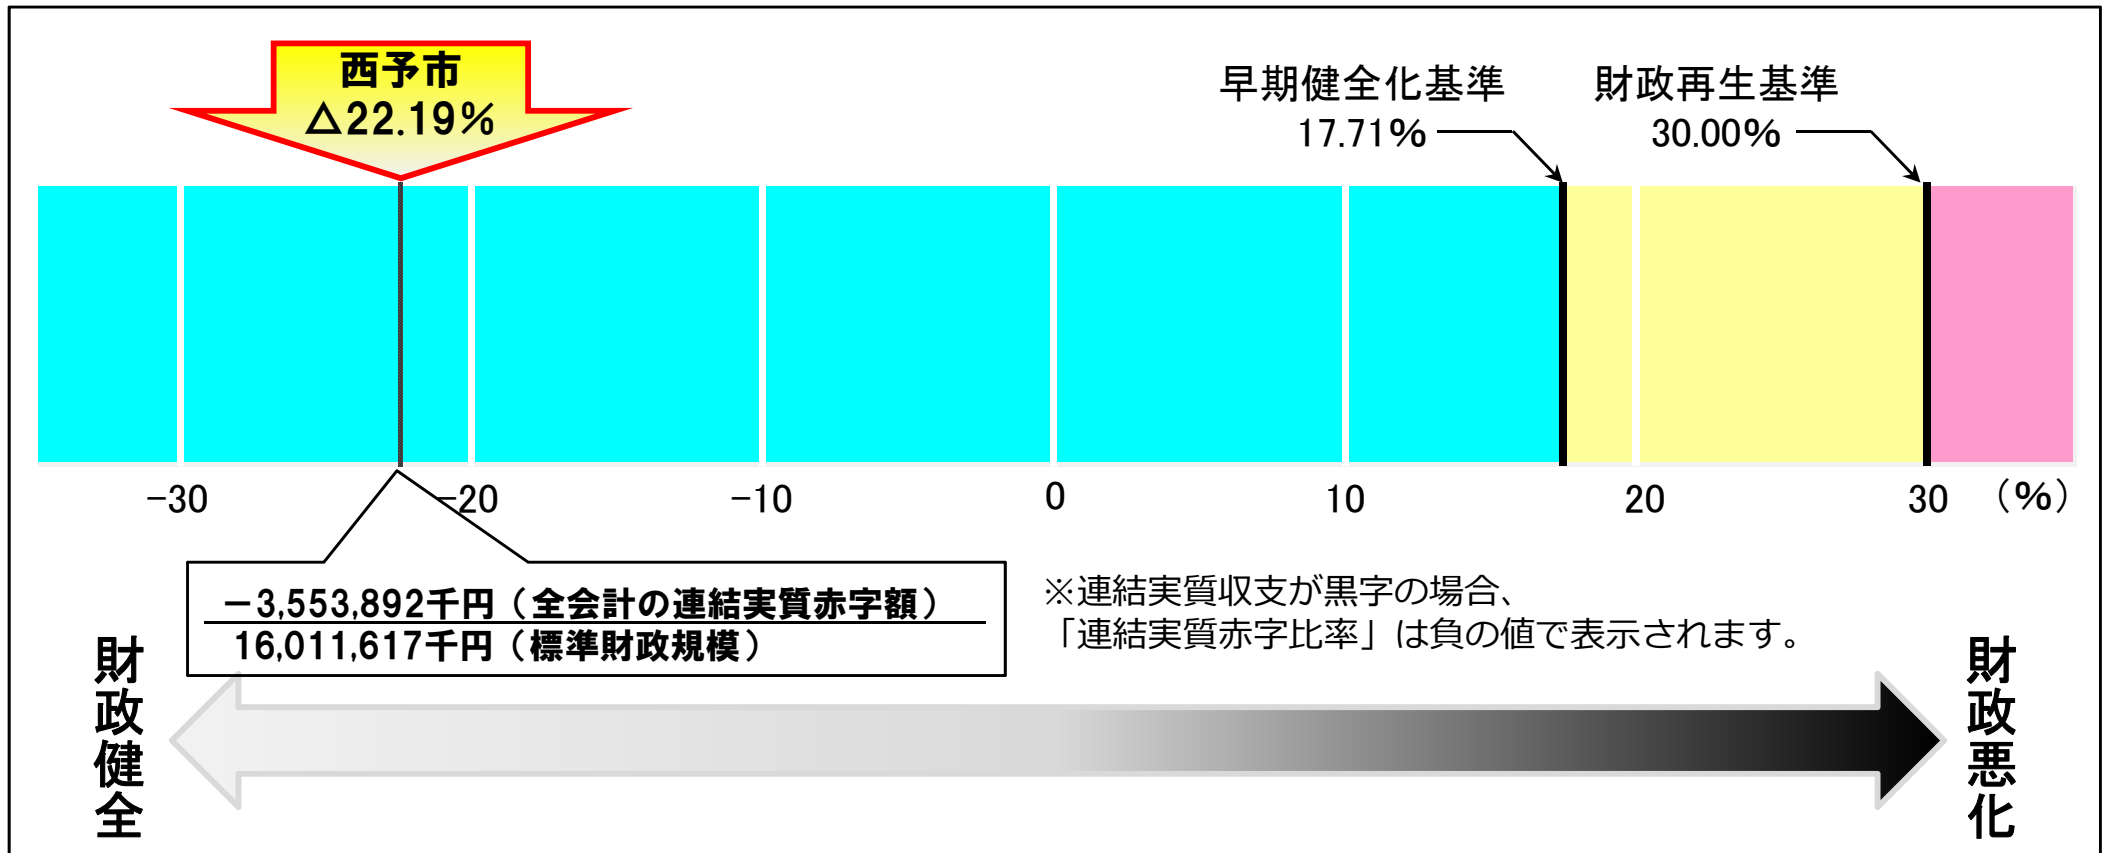 西予市
△22.19%
早期健全化基準
17.71%
財政再生基準
30.00%
-30
-20
-10
0
10
20
30
（%）
－3,553,892千円（全会計の連結実質赤字額）
16,011,617千円（標準財政規模）
※連結実質収支が黒字の場合、
「連結実質赤字比率」は負の値で表示されます。
財政健全
財政悪化